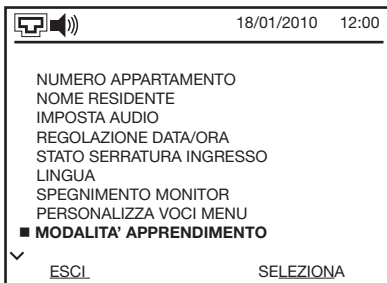 18/01/2010 12:00
NUMERO APPARTAMENTO
NOME RESIDENTE
IMPOSTA AUDIO
REGOLAZIONE DATA/ORA
STATO SERRATURA INGRESSO
LINGUA
SPEGNIMENTO MONITOR
PERSONALIZZA VOCI MENU
MODALITA' APPRENDIMENTO
ESCI SELEZIONA